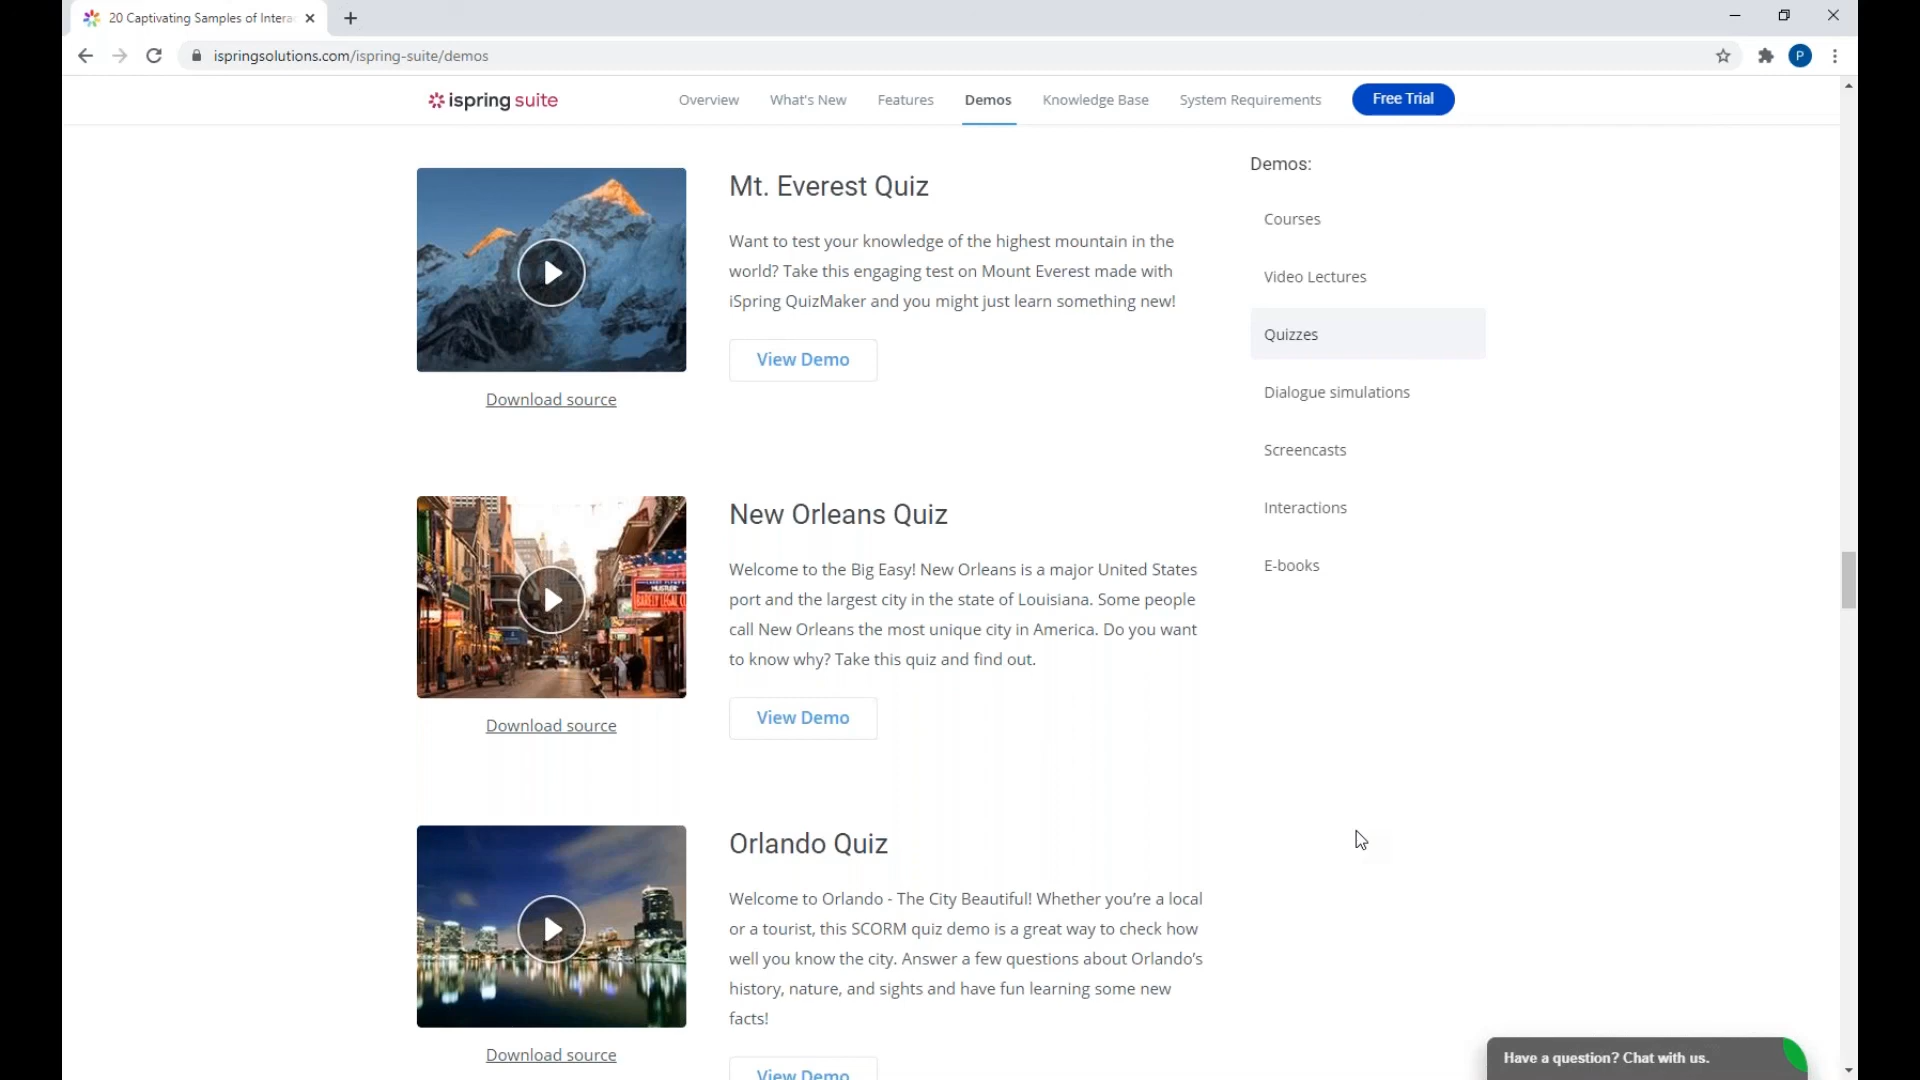 20 Captivating Samples of Intera
ispringsolutions.com/ispring-suite/demos
P
ispring suite
Overview
What's New
Features
Demos
Knowledge Base
System Requirements
Free Trial
Mt. Everest Quiz
Want to test your knowledge of the highest mountain in the
world? Take this engaging test on Mount Everest made with
iSpring QuizMaker and you might just learn something new!
View Demo
Download source
New Orleans Quiz
Welcome to the Big Easy! New Orleans is a major United States
port and the largest city in the state of Louisiana. Some people
call New Orleans the most unique city in America. Do you want
to know why? Take this quiz and find out.
View Demo
HUSTLER
BARELY LEGAL
Download source
Orlando Quiz
Welcome to Orlando - The City Beautiful! Whether you’re a local
or a tourist, this SCORM quiz demo is a great way to check how
well you know the city. Answer a few questions about Orlando’s
history, nature, and sights and have fun learning some new
facts!
View Demo
Download source
Demos:
Courses
Video Lectures
Quizzes
Dialogue simulations
Screencasts
Interactions
E-books
Have a question? Chat with us.